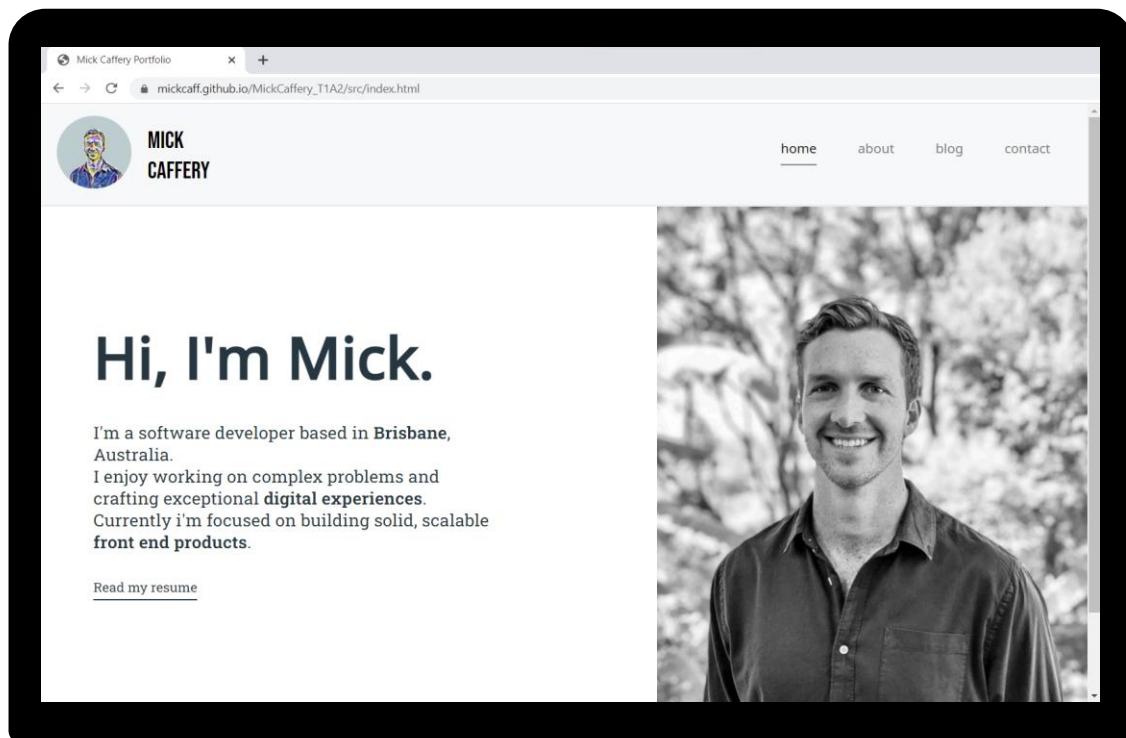 Mick Caffery Portfolio
mickcaff.github.io/MickCaffery_T1A2/src/index.html
MICK
CAFFERY
home about blog contact
Hi, I'm Mick.
I'm a software developer based in Brisbane,
Australia.
I enjoy working on complex problems and
crafting exceptional digital experiences.
Currently i'm focused on building solid, scalable
front end products.
Read my resume